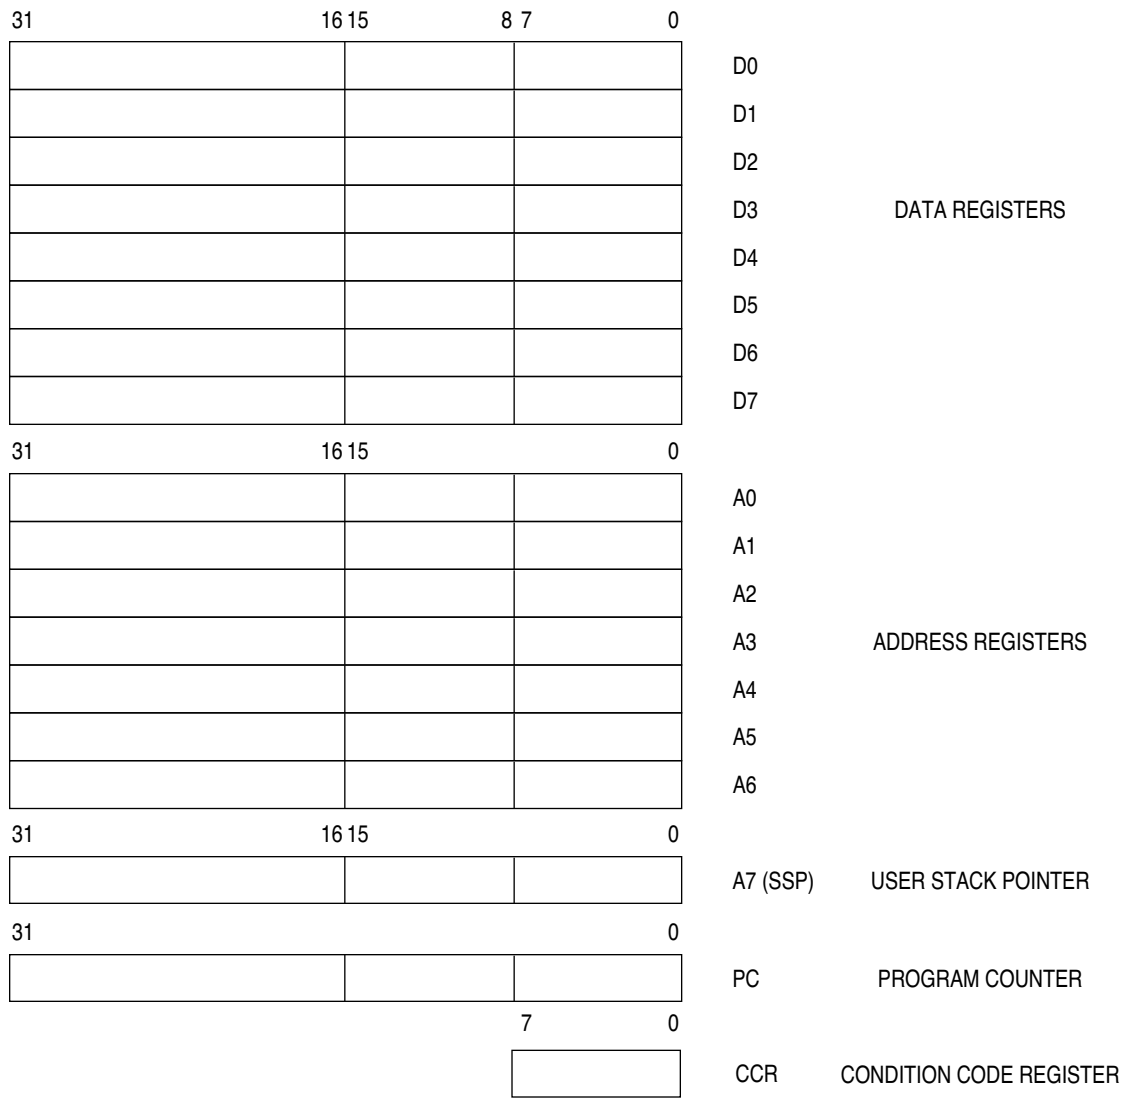 31 16 15 8 7 0
D0
D1
D2
D3 DATA REGISTERS
D4
D5
D6
D7
31 16 15 0
A0
A1
A2
A3 ADDRESS REGISTERS
A4
A5
A6
31 16 15 0
A7 (SSP) USER STACK POINTER
31 0
PC PROGRAM COUNTER
7 0
CCR CONDITION CODE REGISTER